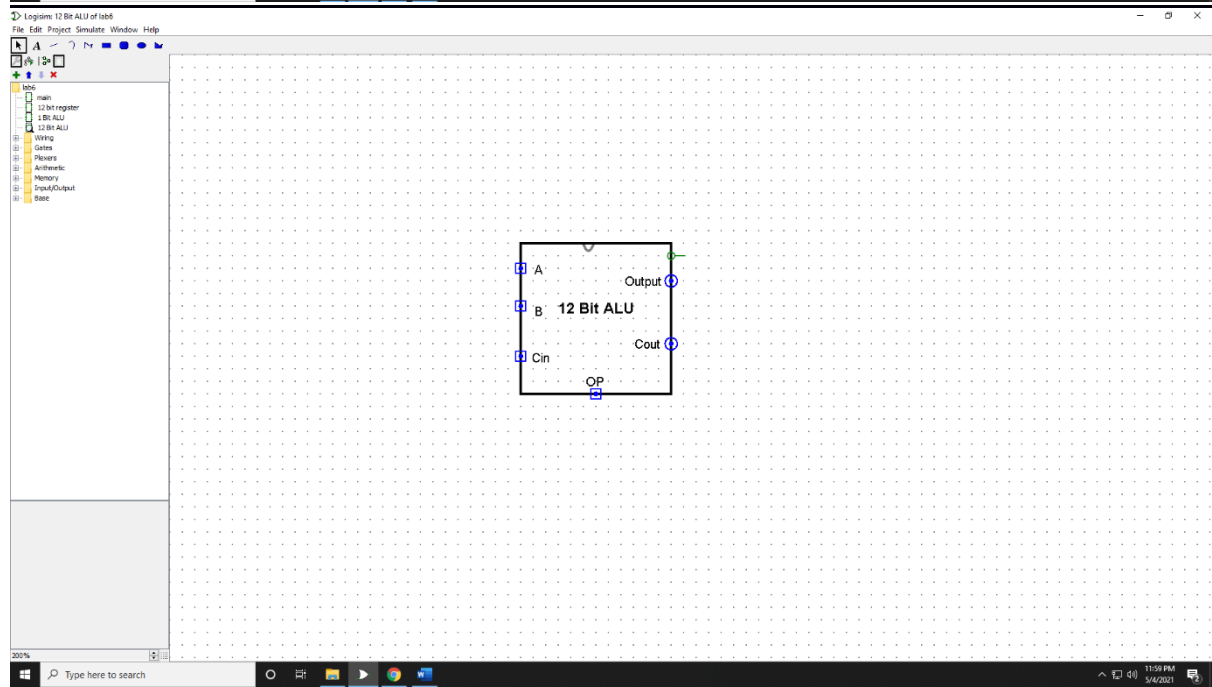 Logisim: 12 Bit ALU of lab6
File Edit Project Simulate Window Help
A
lab6
main
12 bit register
1 Bit ALU
12 Bit ALU
Wiring
Gates
Plexers
Arithmetic
Memory
Input/Output
Base
A
Output
B 12 Bit ALU
Cout
Cin
OP
200%
Type here to search
11:59 PM
5/4/2021
2